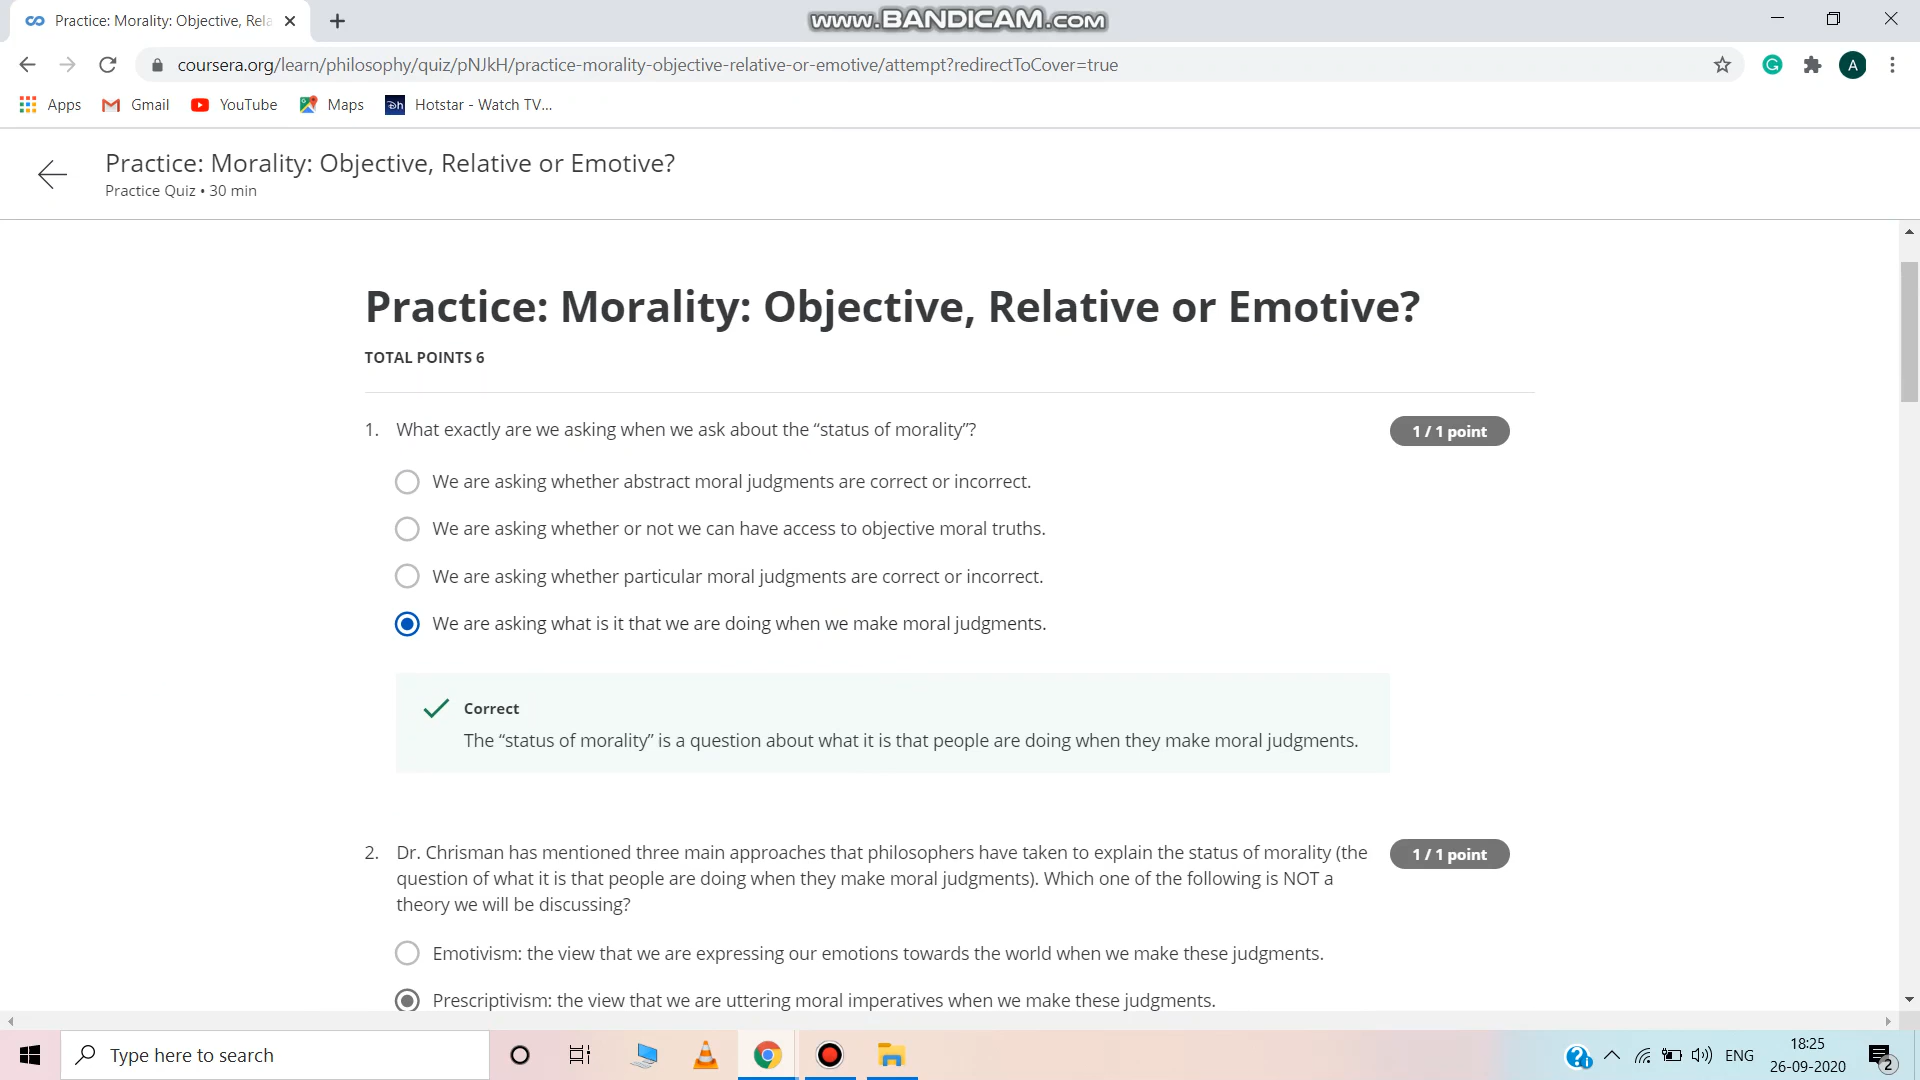 Practice: Morality: Objective, Rela
www.BANDICAM.com
coursera.org/learn/philosophy/quiz/pNJkH/practice-morality-objective-relative-or-emotive/attempt?redirectToCover=true
A
Apps Gmail YouTube Maps Hotstar - Watch TV...
Practice: Morality: Objective, Relative or Emotive?
Practice Quiz • 30 min
Practice: Morality: Objective, Relative or Emotive?
TOTAL POINTS 6
1. What exactly are we asking when we ask about the “status of morality”? 1 / 1 point
We are asking whether abstract moral judgments are correct or incorrect.
We are asking whether or not we can have access to objective moral truths.
We are asking whether particular moral judgments are correct or incorrect.
We are asking what is it that we are doing when we make moral judgments.
Correct
The “status of morality” is a question about what it is that people are doing when they make moral judgments.
2. Dr. Chrisman has mentioned three main approaches that philosophers have taken to explain the status of morality (the 1 / 1 point
question of what it is that people are doing when they make moral judgments). Which one of the following is NOT a
theory we will be discussing?
Emotivism: the view that we are expressing our emotions towards the world when we make these judgments.
Prescriptivism: the view that we are uttering moral imperatives when we make these judgments.
Type here to search
ENG
18:25
26-09-2020
2